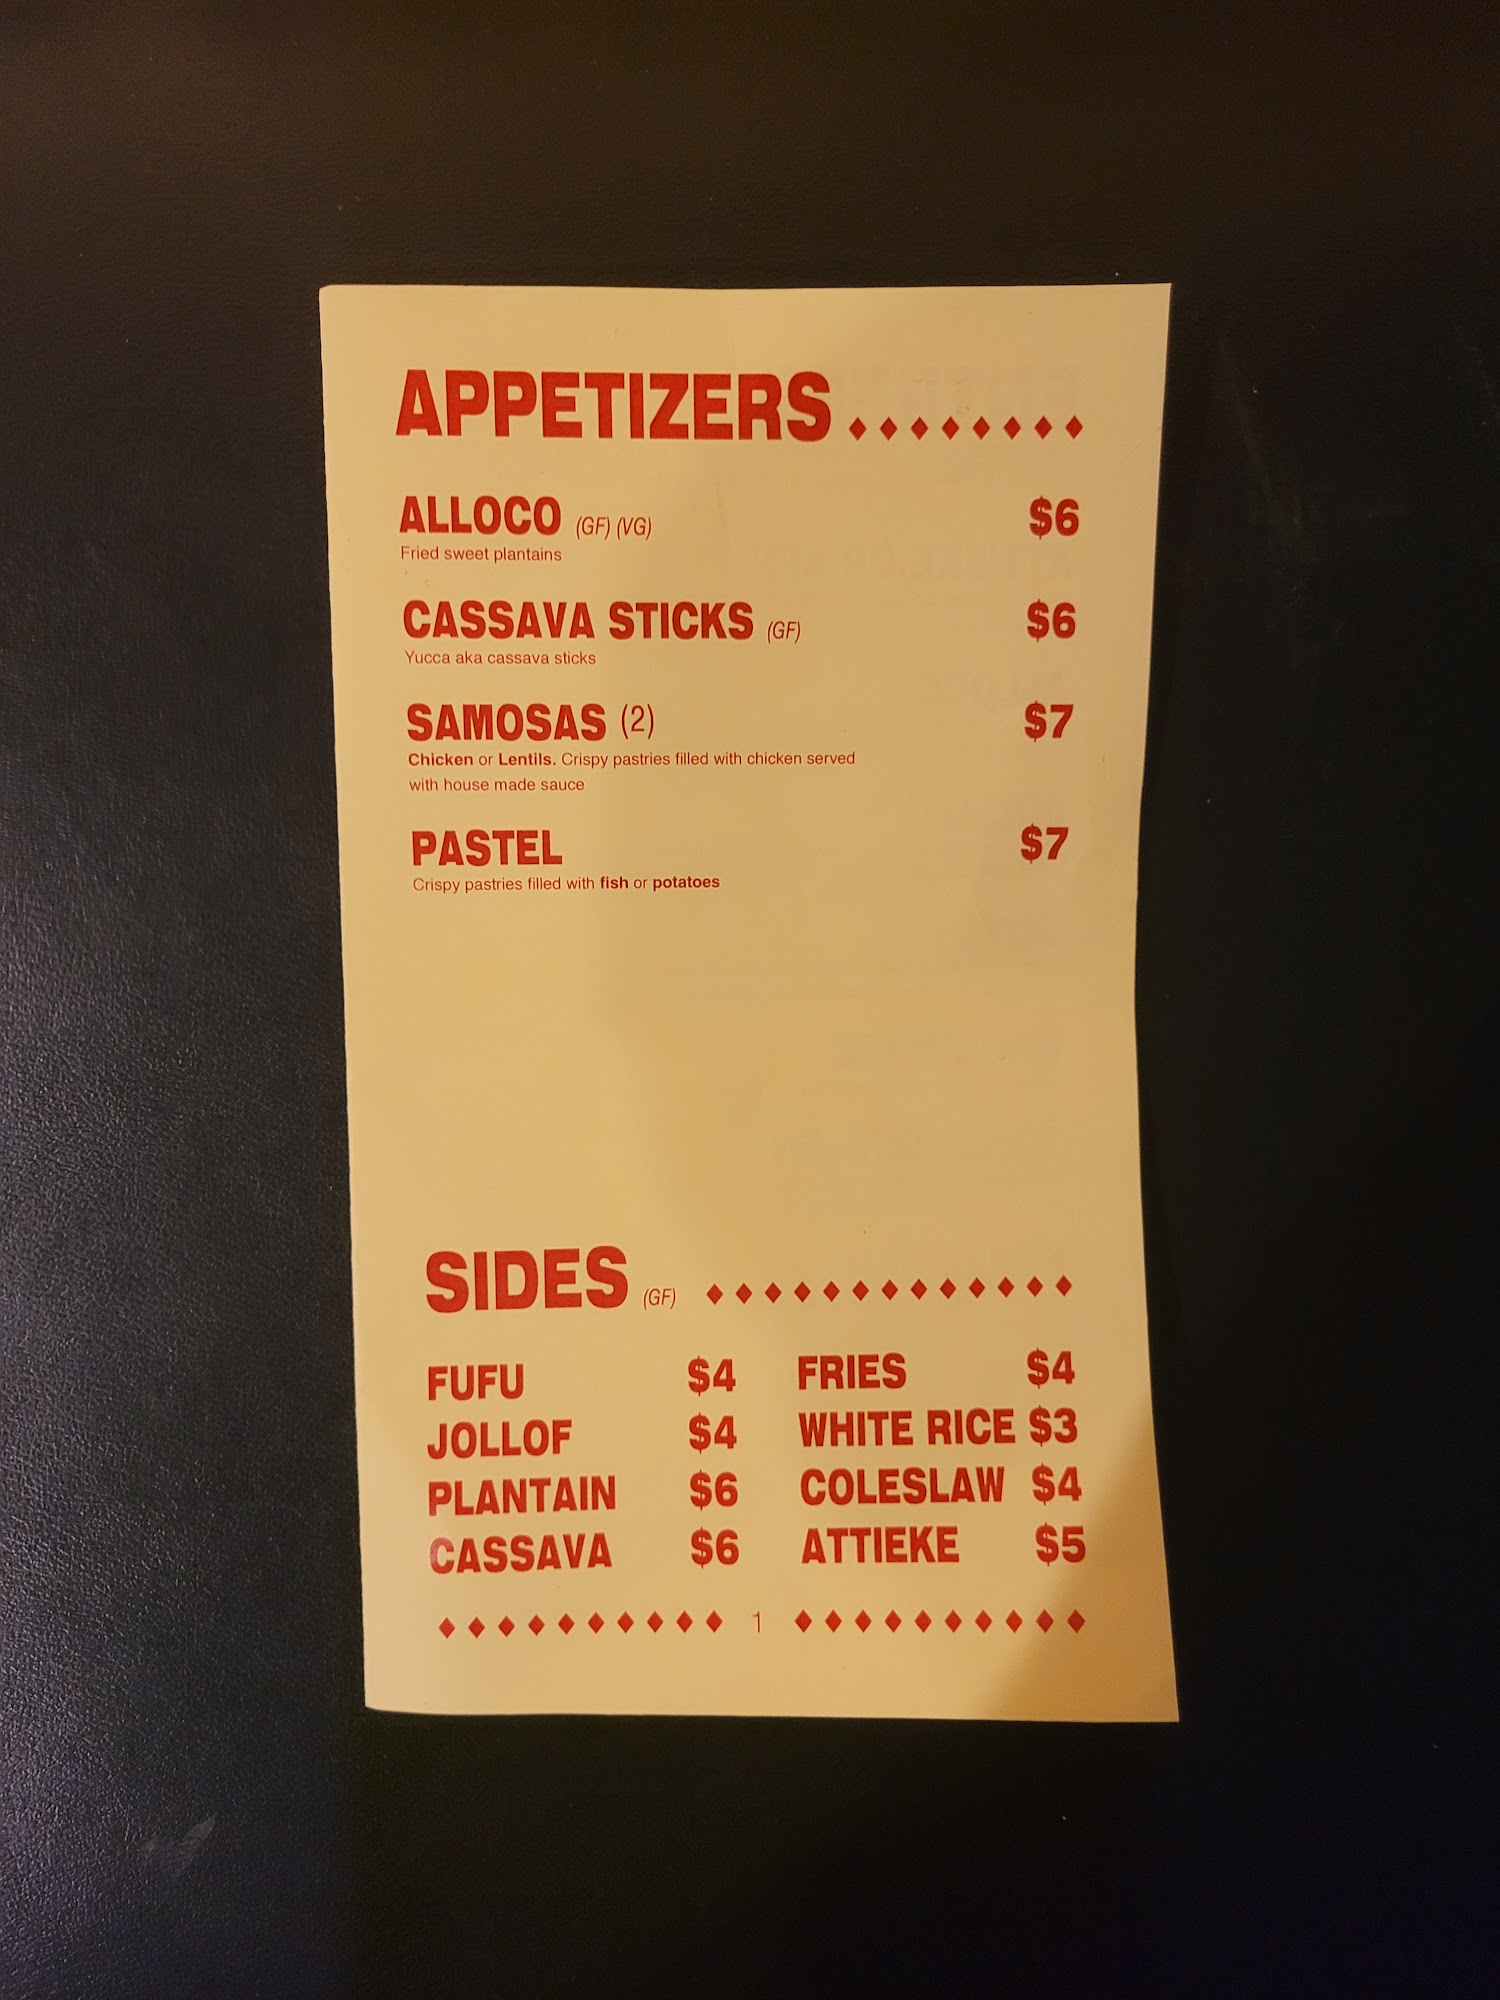 APPETIZERS
ALLOCO (GF) (VG) $6
Fried sweet plantains
CASSAVA STICKS (GF) $6
Yucca aka cassava sticks
SAMOSAS (2) $7
Chicken or Lentils. Crispy pastries filled with chicken served
with house made sauce
PASTEL $7
Crispy pastries filled with fish or potatoes
SIDES (GF)
FUFU $4 FRIES $4
JOLLOF $4 WHITE RICE $3
PLANTAIN $6 COLESLAW $4
CASSAVA $6 ATTIEKE $5
1